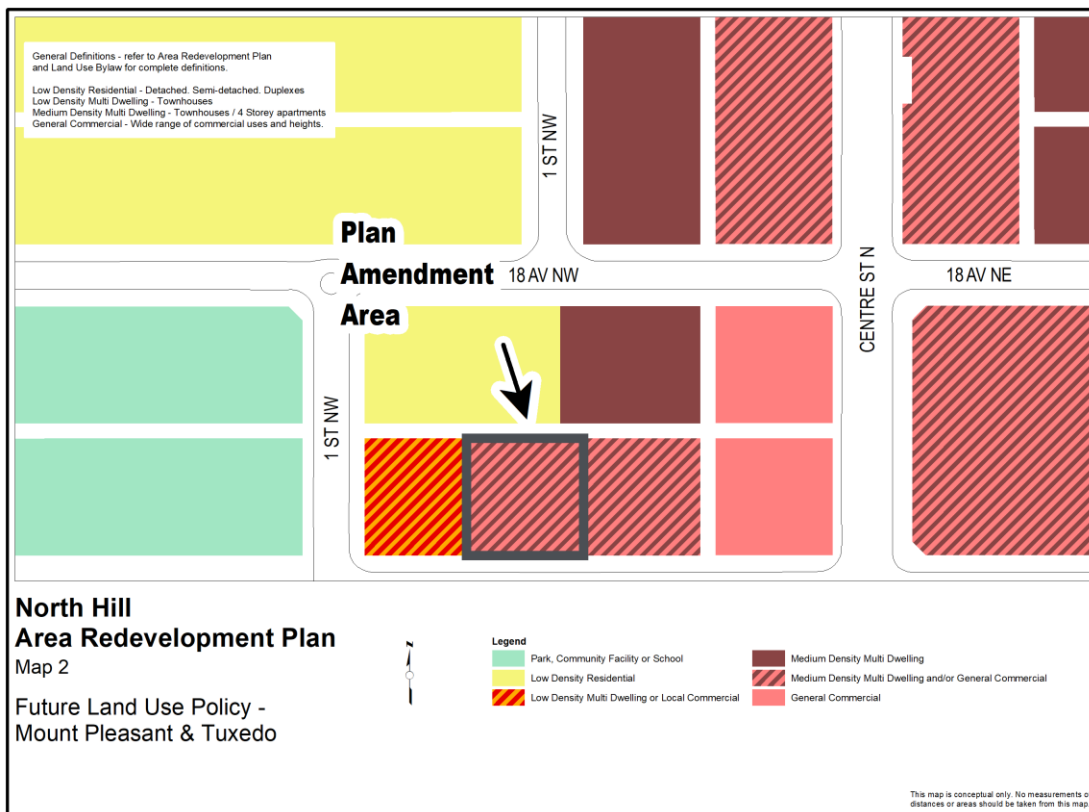 General Definitions - refer to Area Redevelopment Plan
and Land Use Bylaw for complete definitions.
Low Density Residential - Detached. Semi-detached. Duplexes
Low Density Multi Dwelling - Townhouses
Medium Density Multi Dwelling - Townhouses / 4 Storey apartments
General Commercial - Wide range of commercial uses and heights.
1 ST NW
Plan
Amendment
Area
18 AV NW
CENTRE ST N
18 AV NE
1 ST NW
North Hill
Area Redevelopment Plan
Map 2
Future Land Use Policy -
Mount Pleasant & Tuxedo
N
Legend
Park, Community Facility or School
Low Density Residential
Low Density Multi Dwelling or Local Commercial
Medium Density Multi Dwelling
Medium Density Multi Dwelling and/or General Commercial
General Commercial
This map is conceptual only. No measurements o
distances or areas should be taken from this map